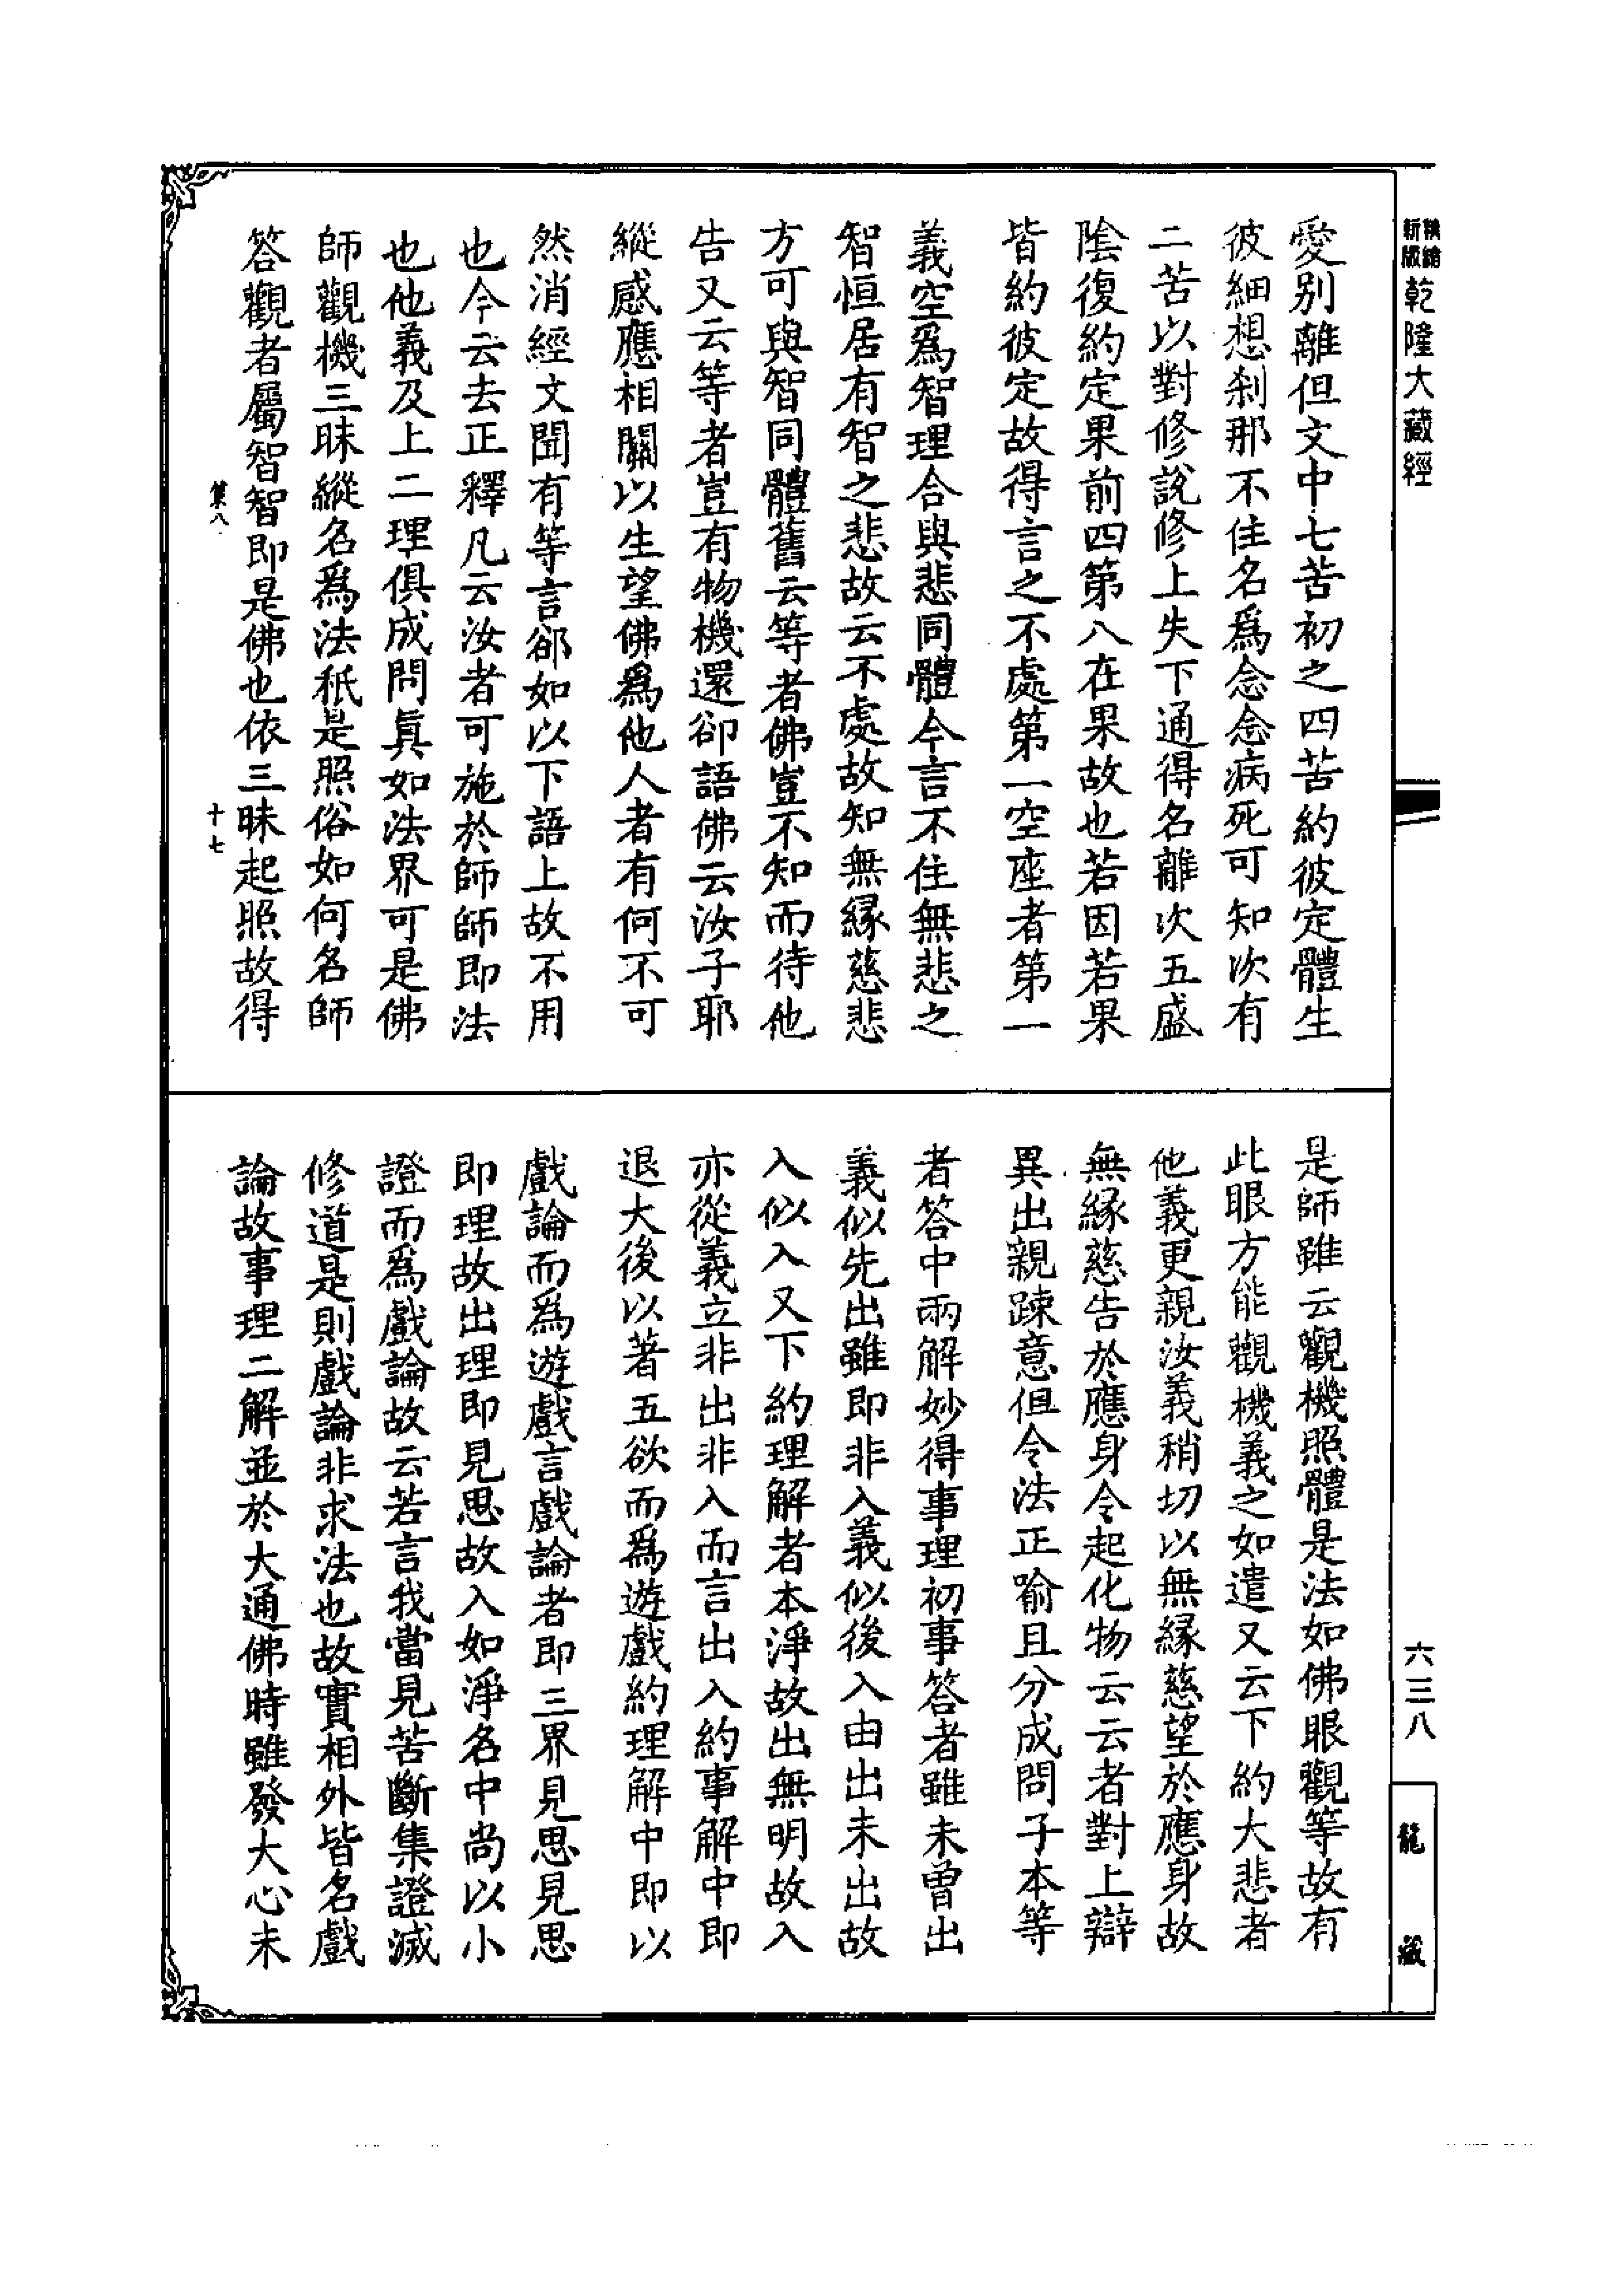 新版
精縮
乾隆大藏經
六三八
龍藏
愛別離但文中七苦初之四苦約彼定體生
彼細想刹那不住名爲念念病死可知次有
二苦以對修說修上失下通得名離次五盛
陰復約定果前四第八在果故也若因若果
皆約彼定故得言之不處第一空座者第一
義空爲智理合與悲同體今言不住無悲之
智恒居有智之悲故云不處故知無緣慈悲
方可與智同體舊云等者佛豈不知而待他
告又云等者豈有物機還卻語佛云汝子耶
縱感應相關以生望佛爲他人者有何不可
然消經文聞有等言卻如以下語上故不用
也今云去正釋凡云汝者可施於師師即法
也他義及上二理俱成問眞如法界可是佛
師觀機三昧縱名爲法秖是照俗如何名師
答觀者屬智智即是佛也依三昧起照故得
集八
十七
是師雖云觀機照體是法如佛眼觀等故有
此眼方能觀機義之如遣又云下約大悲者
他義更親汝義稍切以無緣慈望於應身故
無緣慈告於應身令起化物云云者對上辯
異出親踈意但令法正喻且分成問子本等
者答中兩解妙得事理初事答者雖未曾出
義似先出雖即非入義似後入由出未出故
入似入又下約理解者本淨故出無明故入
亦從義立非出非入而言出入約事解中即
退大後以著五欲而爲遊戲約理解中即以
戲論而爲遊戲言戲論者即三界見思見思
即理故出理即見思故入如淨名中尚以小
證而爲戲論故云若言我當見苦斷集證滅
修道是則戲論非求法也故實相外皆名戲
論故事理二解並於大通佛時雖發大心未